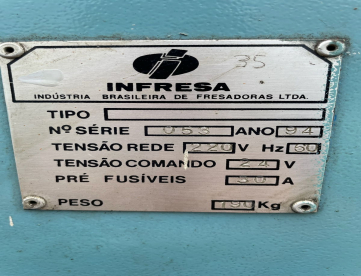 35
INFRESA
INDÚSTRIA BRASILEIRA DE FRESADORAS LTDA.
TIPO
Nº SÉRIE 053 ANO 94
TENSÃO REDE 220 V Hz 60
TENSÃO COMANDO 24 V
PRÉ FUSÍVEIS 50 A
PESO 790 Kg